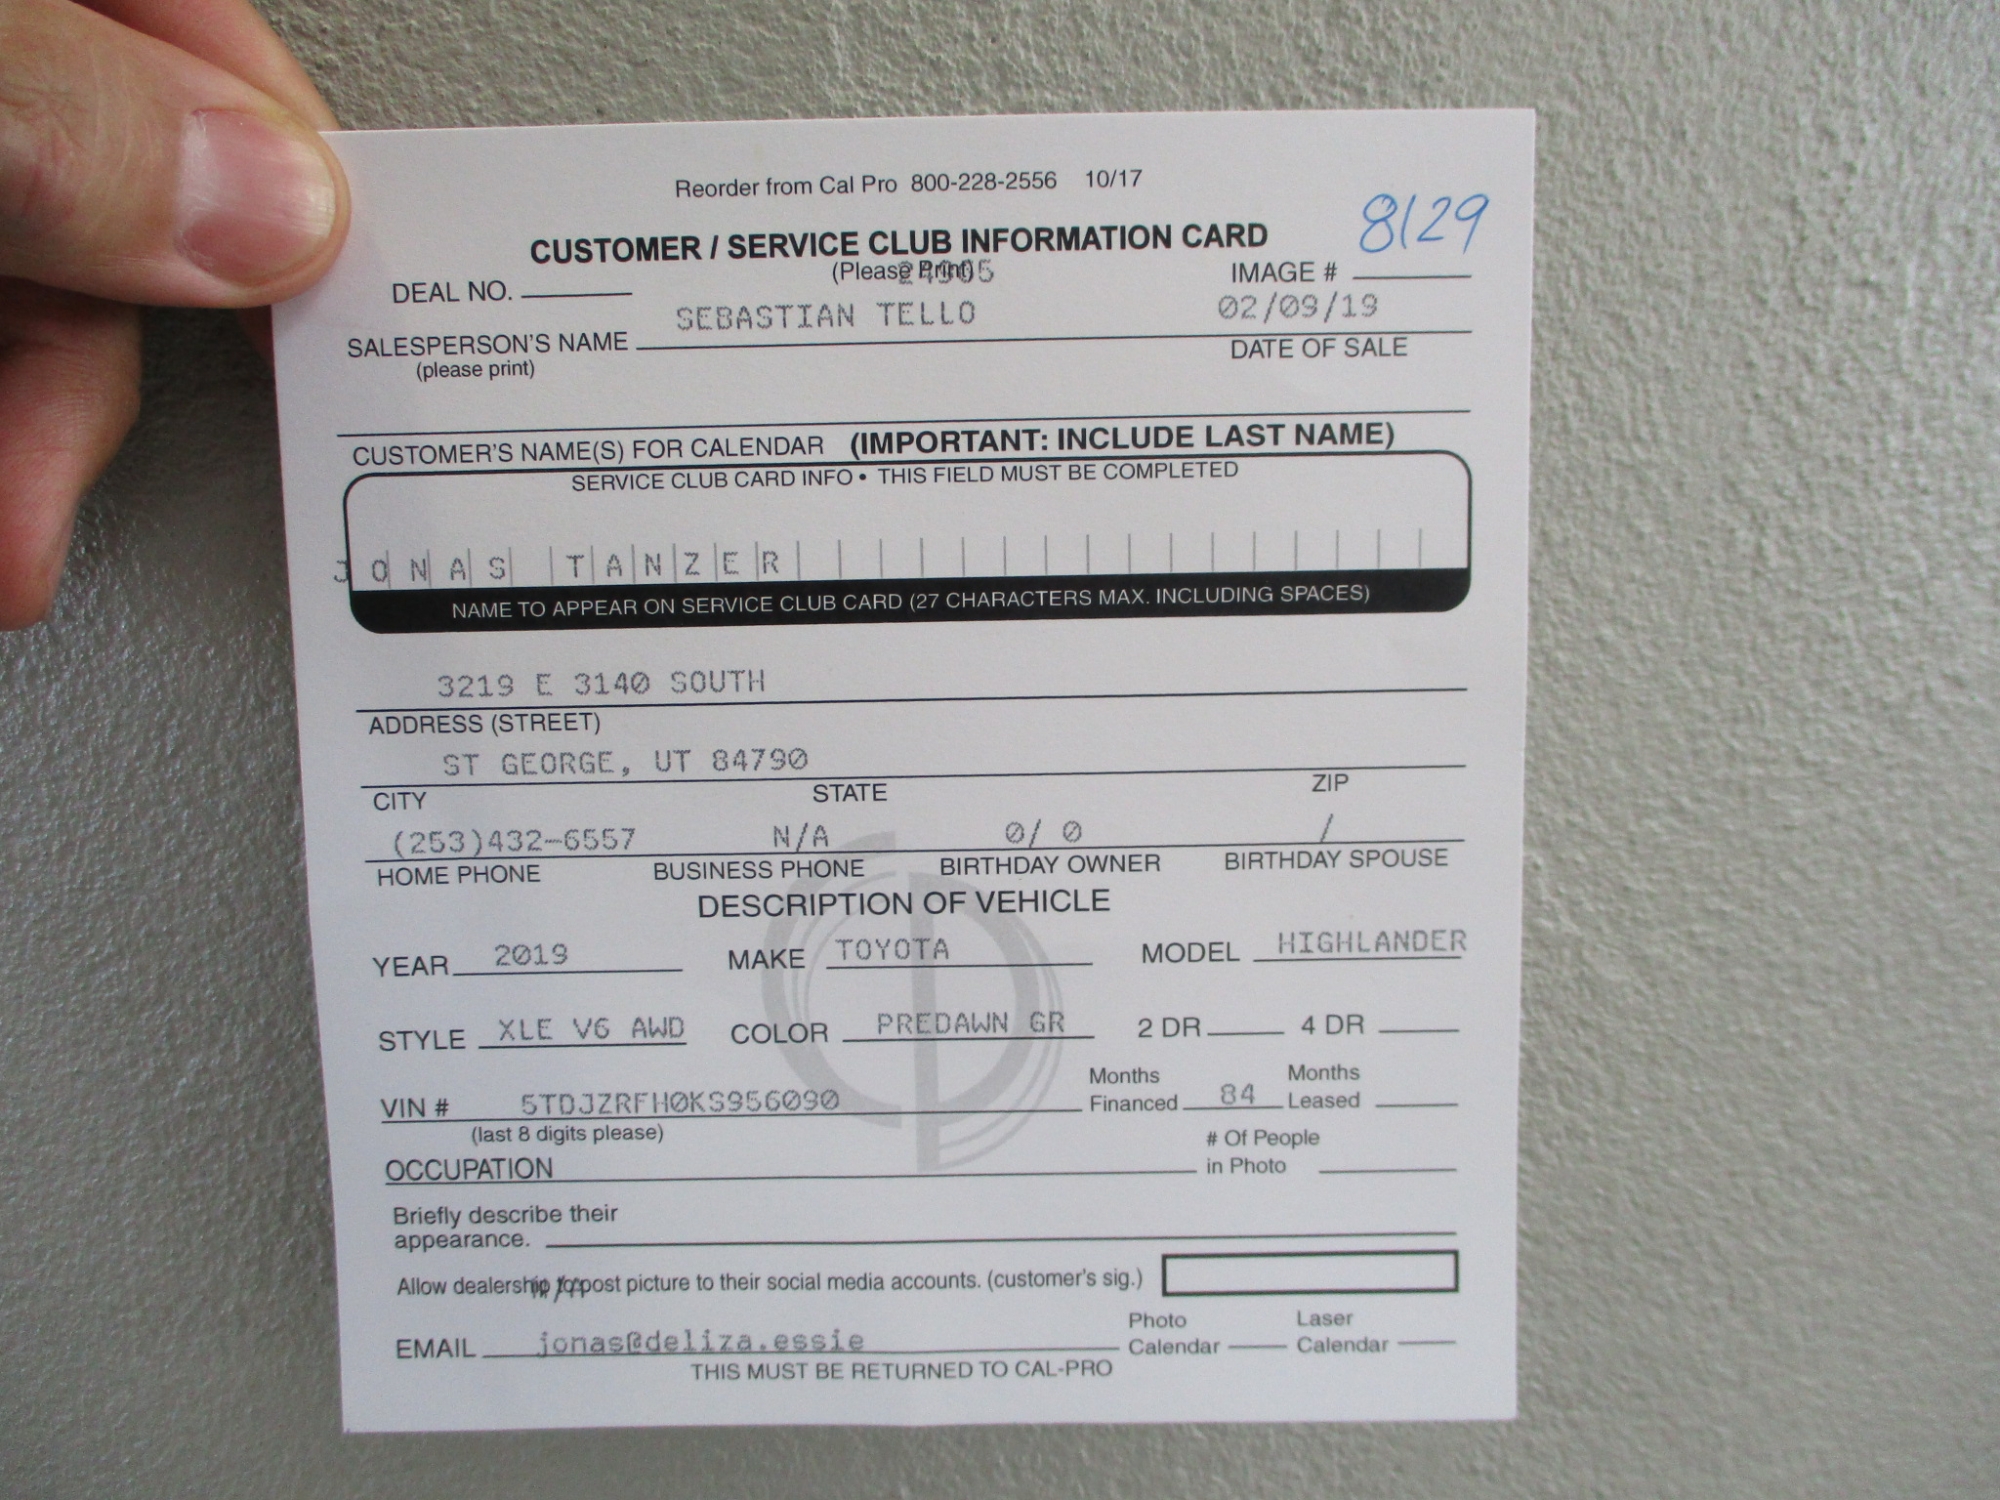 Reorder from Cal Pro 800-228-2556 10/17
8129
CUSTOMER / SERVICE CLUB INFORMATION CARD
(Please Print)
DEAL NO. IMAGE #
SEBASTIAN TELLO 02/09/19
SALESPERSON'S NAME DATE OF SALE
(please print)
CUSTOMER'S NAME(S) FOR CALENDAR (IMPORTANT: INCLUDE LAST NAME)
SERVICE CLUB CARD INFO • THIS FIELD MUST BE COMPLETED
JONAS TANZER
NAME TO APPEAR ON SERVICE CLUB CARD (27 CHARACTERS MAX. INCLUDING SPACES)
3219 E 3140 SOUTH
ADDRESS (STREET)
ST GEORGE, UT 84790
CITY STATE ZIP
(253)432-6557 N/A 0/ 0 /
HOME PHONE BUSINESS PHONE BIRTHDAY OWNER BIRTHDAY SPOUSE
DESCRIPTION OF VEHICLE
YEAR 2019 MAKE TOYOTA MODEL HIGHLANDER
STYLE XLE V6 AWD COLOR PREDAWN GR 2 DR 4 DR
Months Months
VIN # 5TDJZRFH0KS956090 Financed 84 Leased
(last 8 digits please) # Of People
OCCUPATION in Photo
Briefly describe their
appearance.
Allow dealership to post picture to their social media accounts. (customer's sig.)
Photo Laser
EMAIL jonas@deliza.essie Calendar Calendar
THIS MUST BE RETURNED TO CAL-PRO